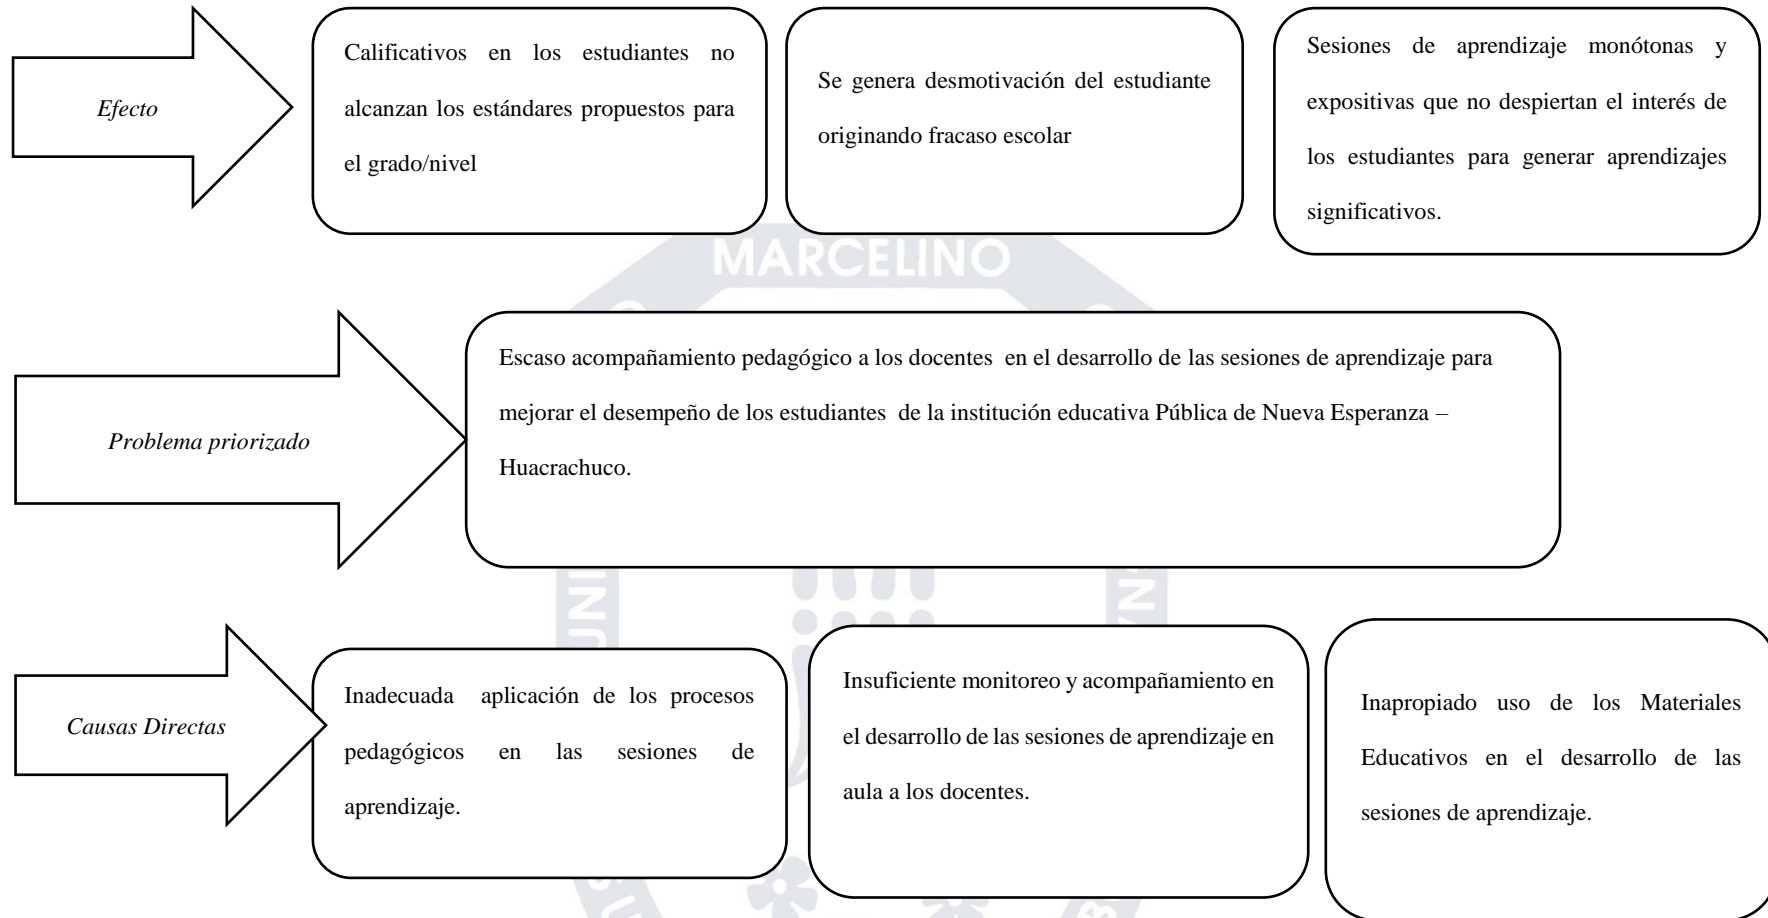 Efecto
Calificativos en los estudiantes no
alcanzan los estándares propuestos para
el grado/nivel
Se genera desmotivación del estudiante
originando fracaso escolar
Sesiones de aprendizaje monótonas y
expositivas que no despiertan el interés de
los estudiantes para generar aprendizajes
significativos.
MARCELINO
Problema priorizado
Escaso acompañamiento pedagógico a los docentes en el desarrollo de las sesiones de aprendizaje para
mejorar el desempeño de los estudiantes de la institución educativa Pública de Nueva Esperanza –
Huacrachuco.
Causas Directas
Inadecuada aplicación de los procesos
pedagógicos en las sesiones de
aprendizaje.
Insuficiente monitoreo y acompañamiento en
el desarrollo de las sesiones de aprendizaje en
aula a los docentes.
Inapropiado uso de los Materiales
Educativos en el desarrollo de las
sesiones de aprendizaje.